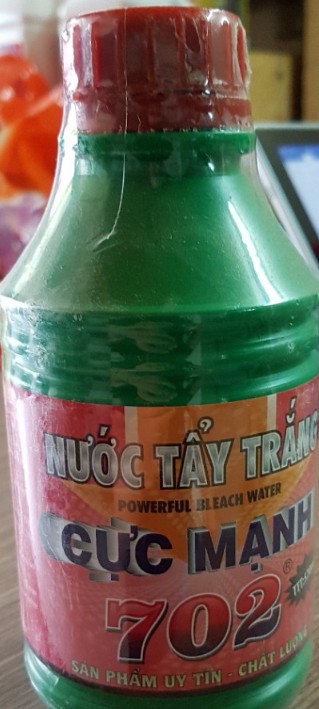 NƯỚC TẨY TRẮNG
POWERFUL BLEACH WATER
CỰC MẠNH
702®
SẢN PHẨM UY TÍN - CHẤT LƯỢNG